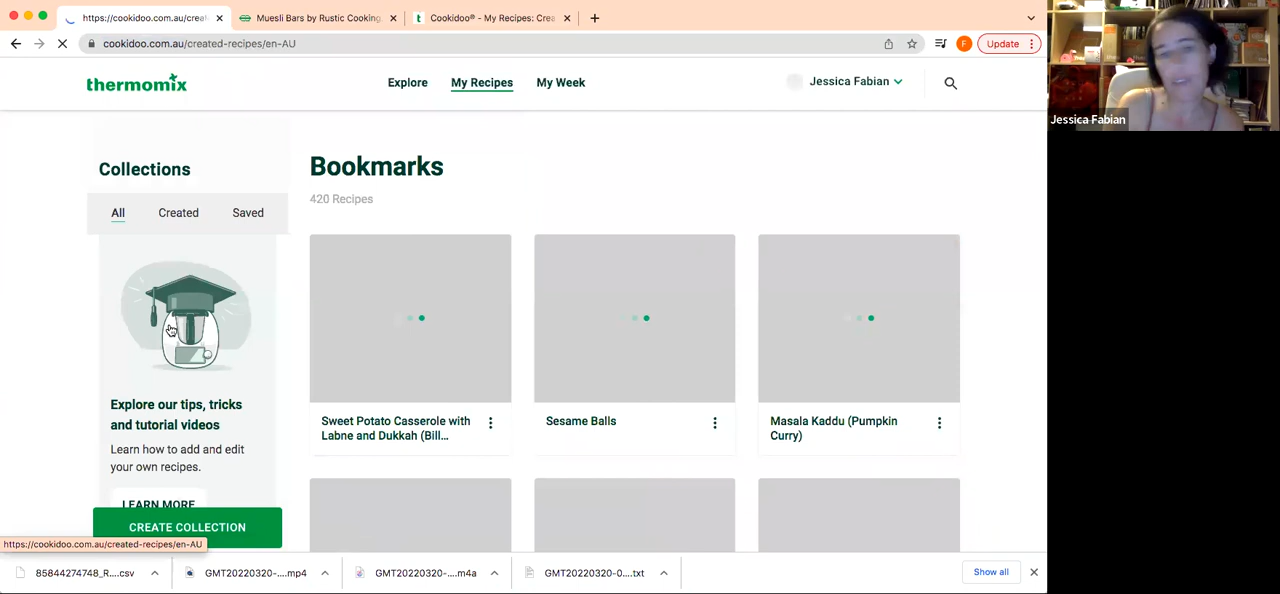 https://cookidoo.com.au/creat
Muesli Bars by Rustic Cooking.
Cookidoo® - My Recipes: Crea
cookidoo.com.au/created-recipes/en-AU
F
Update
thermomix
Explore
My Recipes
My Week
Jessica Fabian
Jessica Fabian
Collections
Bookmarks
420 Recipes
All
Created
Saved
Explore our tips, tricks
and tutorial videos
Learn how to add and edit
your own recipes.
LEARN MORE
CREATE COLLECTION
Sweet Potato Casserole with
Labne and Dukkah (Bill...
Sesame Balls
Masala Kaddu (Pumpkin
Curry)
https://cookidoo.com.au/created-recipes/en-AU
85844274748_R....csv
GMT20220320-....mp4
GMT20220320-....m4a
GMT20220320-0....txt
Show all